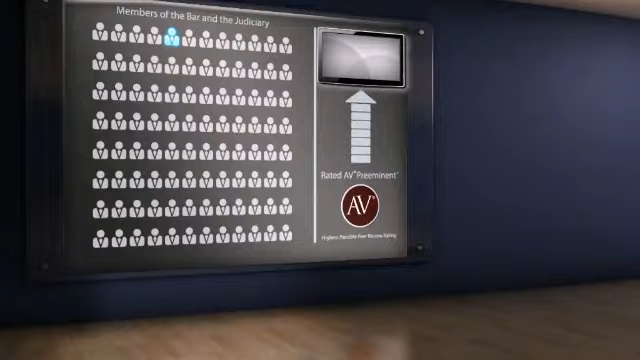 Members of the Bar and the Judiciary
Rated AV® Preeminent™
AV®
Highest Possible Peer Review Rating